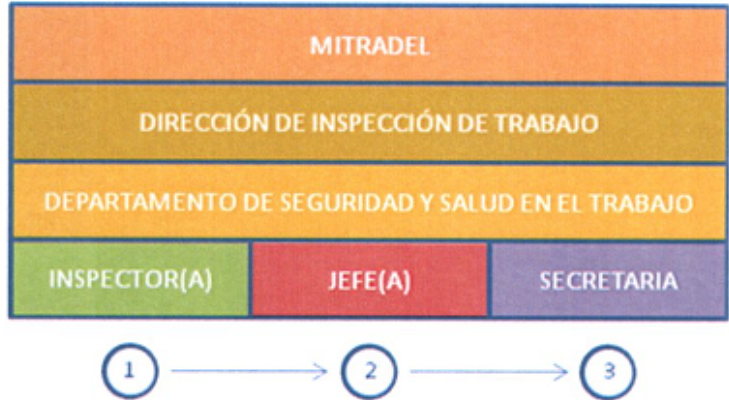 MITRADEL
DIRECCIÓN DE INSPECCIÓN DE TRABAJO
DEPARTAMENTO DE SEGURIDAD Y SALUD EN EL TRABAJO
INSPECTOR(A) JEFE(A) SECRETARIA
1 2 3